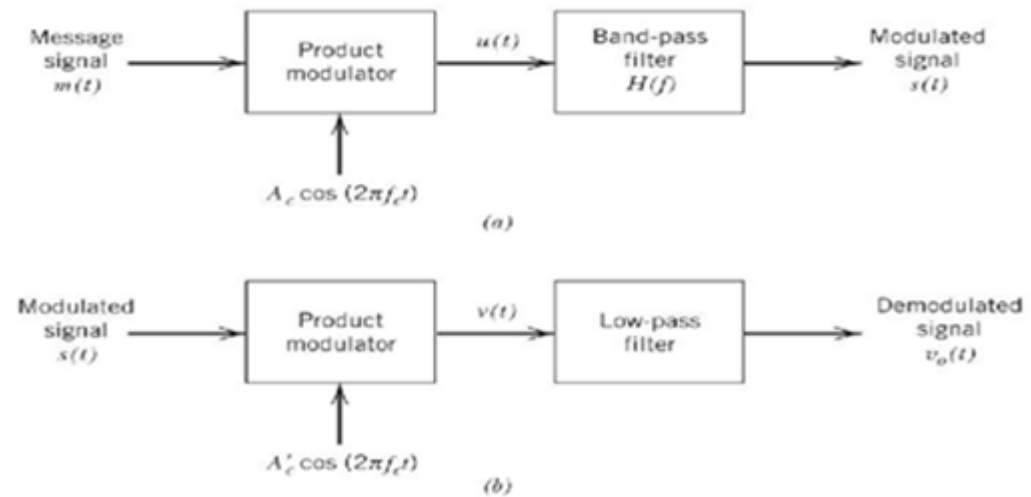 Message
signal
m(t)
Product
modulator
u(t)
Band-pass
filter
H(f)
Modulated
signal
s(t)
A_c cos (2πf_ct)
(a)
Modulated
signal
s(t)
Product
modulator
v(t)
Low-pass
filter
Demodulated
signal
v_o(t)
A'_c cos (2πf_ct)
(b)